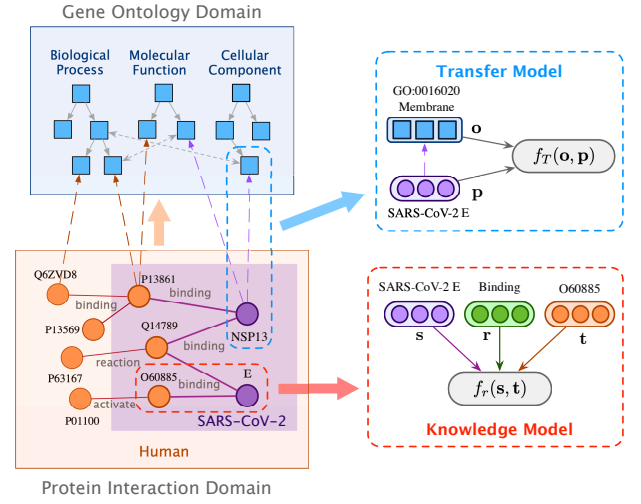 Gene Ontology Domain
Biological Process
Molecular Function
Cellular Component
Transfer Model
GO:0016020
Membrane
o
f_T(o, p)
p
SARS-CoV-2 E
Q6ZVD8
P13861
binding
binding
P13569
Q14789
NSP13
binding
reaction
P63167
O60885
binding
E
activate
P01100
SARS-CoV-2
Human
Protein Interaction Domain
SARS-CoV-2 E
Binding
O60885
s
r
t
f_r(s, t)
Knowledge Model